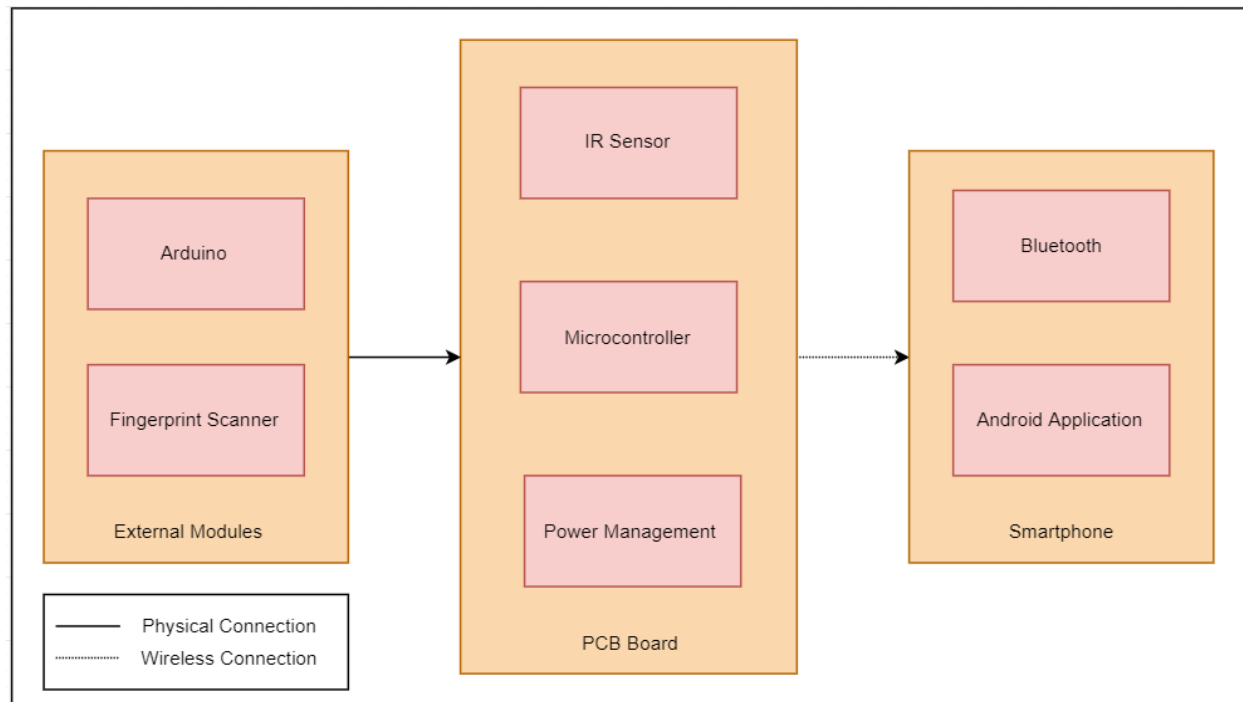 Arduino
Fingerprint Scanner
External Modules
IR Sensor
Microcontroller
Power Management
PCB Board
Bluetooth
Android Application
Smartphone
Physical Connection
Wireless Connection